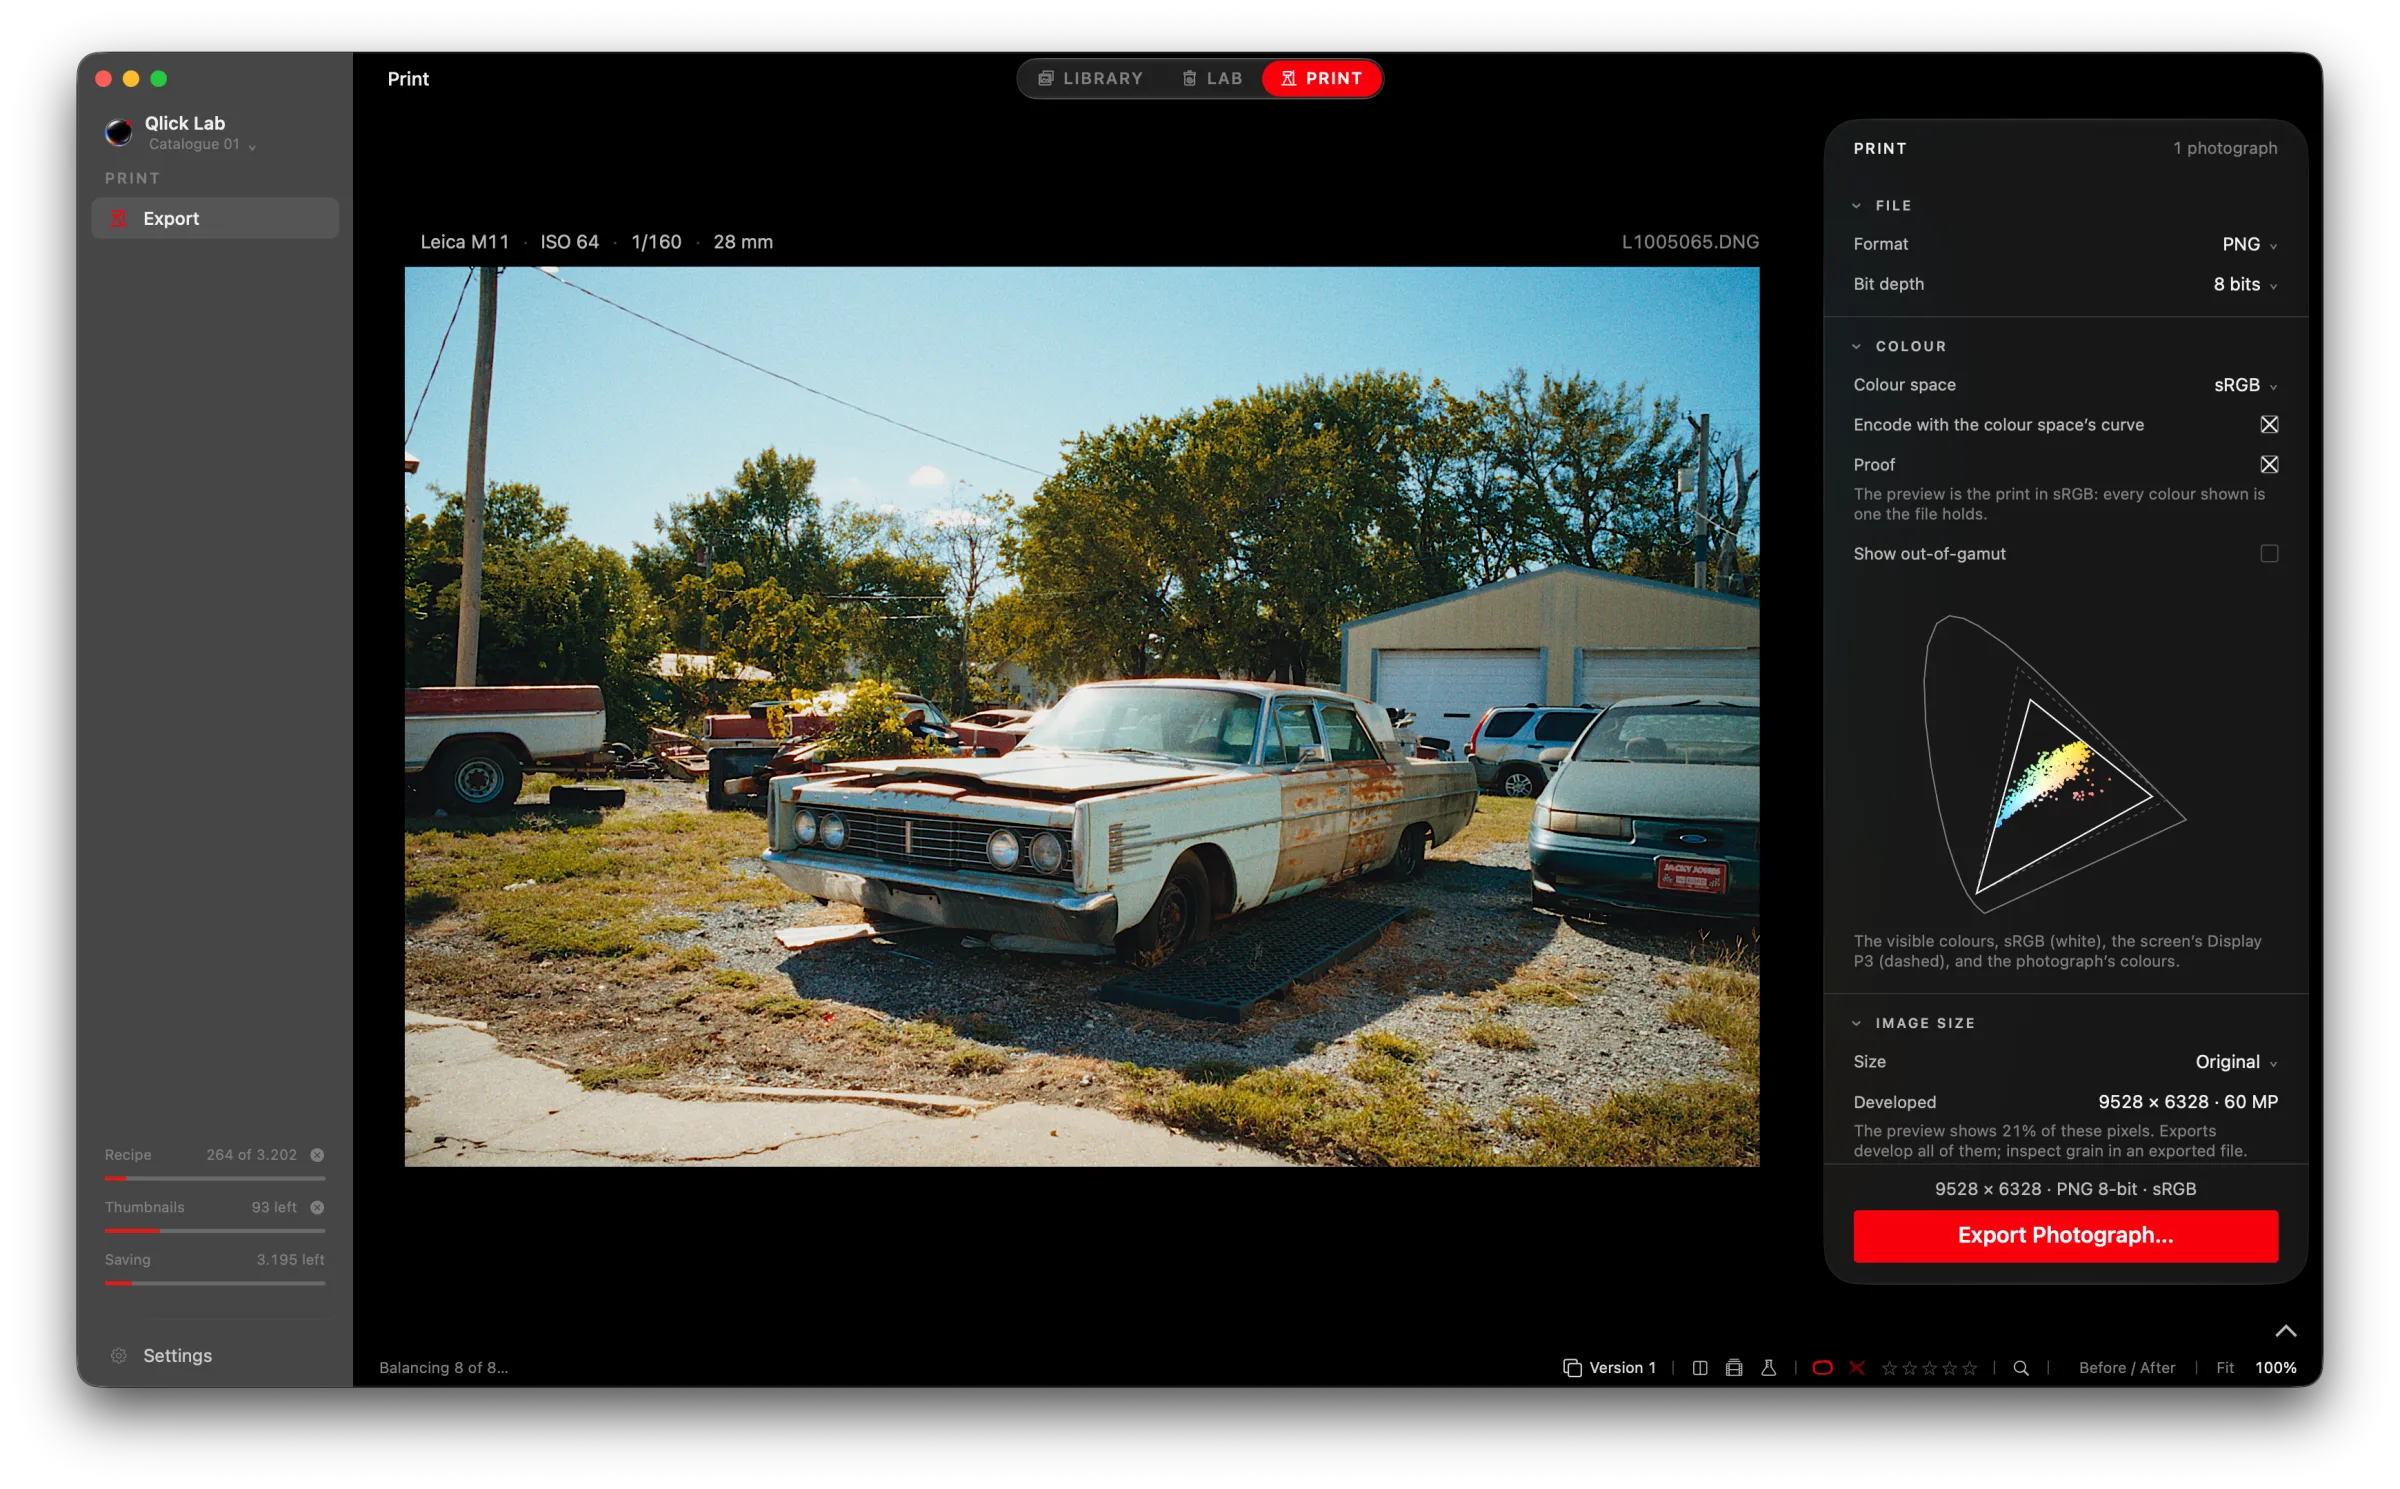 Print
LIBRARY
LAB
PRINT
Qlick Lab
Catalogue 01
PRINT
Export
Recipe 264 of 3.202
Thumbnails 93 left
Saving 3.195 left
Settings
Leica M11 · ISO 64 · 1/160 · 28 mm
L1005065.DNG
JACKY JONES
Balancing 8 of 8...
PRINT 1 photograph
FILE
Format PNG
Bit depth 8 bits
COLOUR
Colour space sRGB
Encode with the colour space's curve
Proof
The preview is the print in sRGB: every colour shown is
one the file holds.
Show out-of-gamut
The visible colours, sRGB (white), the screen's Display
P3 (dashed), and the photograph's colours.
IMAGE SIZE
Size Original
Developed 9528 × 6328 · 60 MP
The preview shows 21% of these pixels. Exports
develop all of them; inspect grain in an exported file.
9528 × 6328 · PNG 8-bit · sRGB
Export Photograph...
Version 1
Before / After
Fit 100%